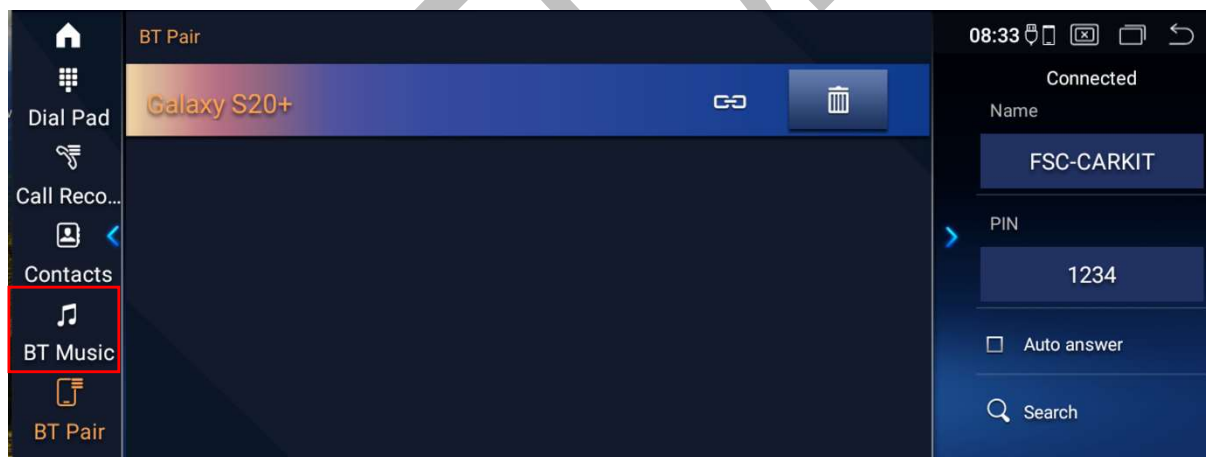 Dial Pad
Call Reco...
Contacts
BT Music
BT Pair
BT Pair
Galaxy S20+
08:33
Connected
Name
FSC-CARKIT
PIN
1234
Auto answer
Search